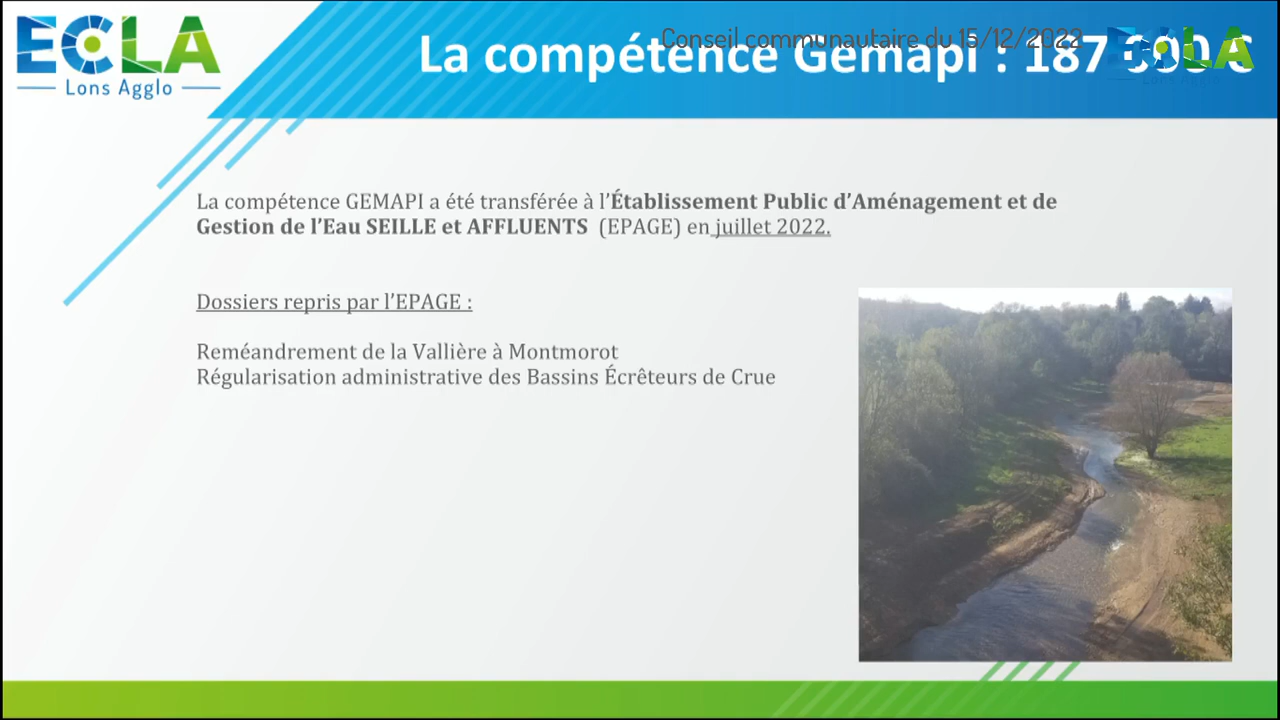 ECLA
Lons Agglo
Conseil communautaire du 15/12/2022
La compétence Gemapi : 187 000 €
La compétence GEMAPI a été transférée à l’Établissement Public d’Aménagement et de
Gestion de l’Eau SEILLE et AFFLUENTS (EPAGE) en juillet 2022.
Dossiers repris par l’EPAGE :
Reméandrement de la Vallière à Montmorot
Régularisation administrative des Bassins Écrêteurs de Crue